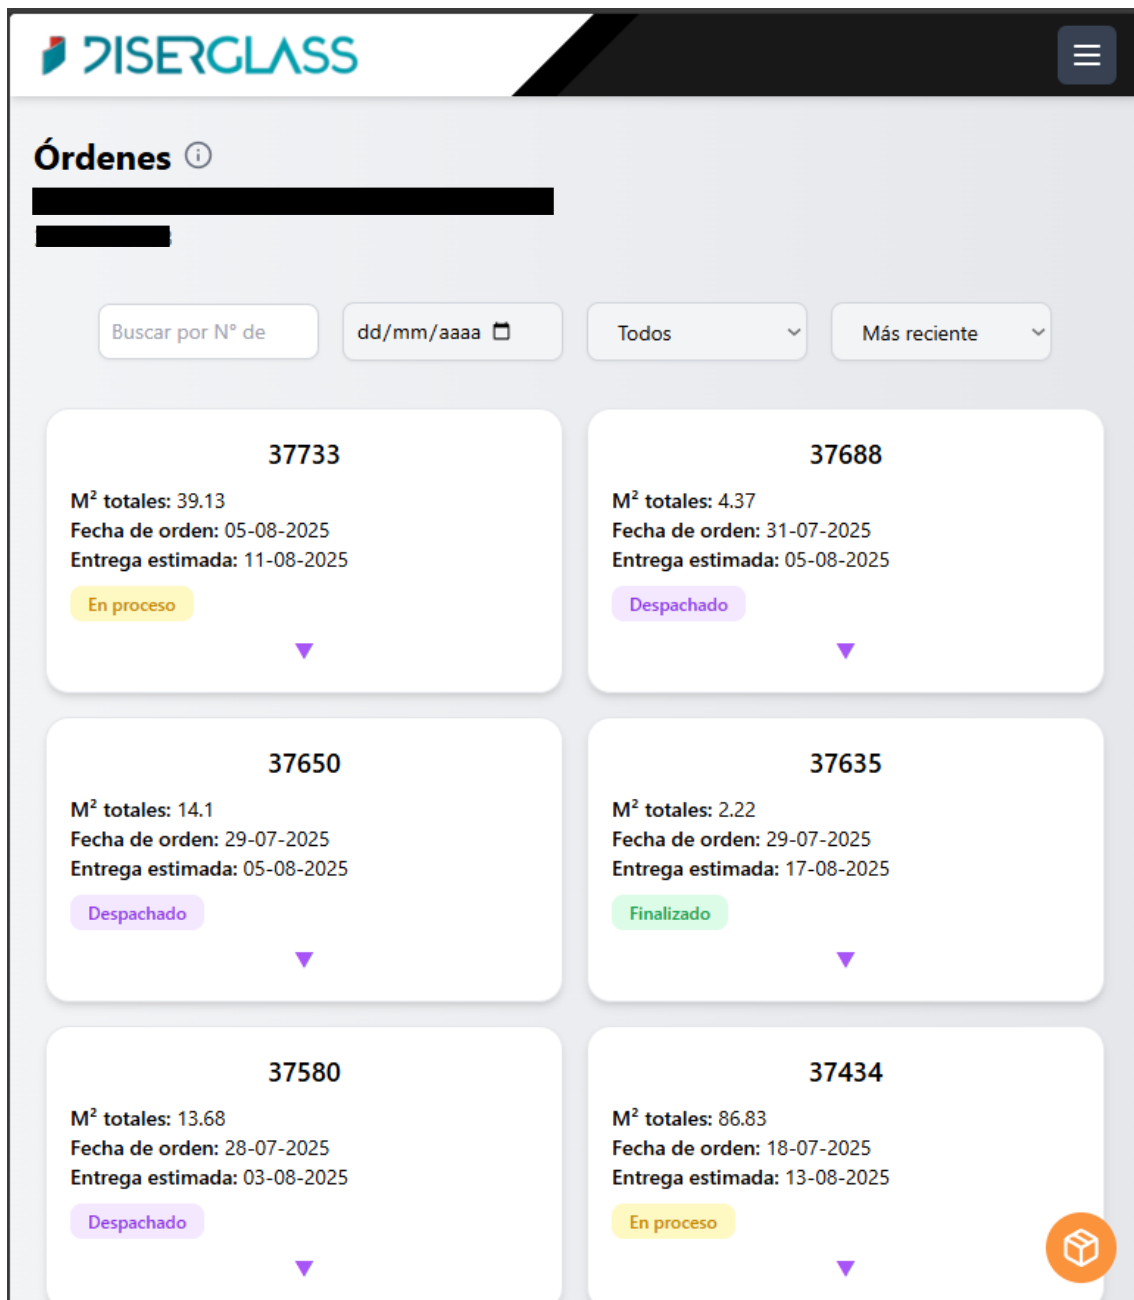 DISERGLASS
Órdenes
Buscar por N° de
dd/mm/aaaa
Todos
Más reciente
37733
M² totales: 39.13
Fecha de orden: 05-08-2025
Entrega estimada: 11-08-2025
En proceso
37688
M² totales: 4.37
Fecha de orden: 31-07-2025
Entrega estimada: 05-08-2025
Despachado
37650
M² totales: 14.1
Fecha de orden: 29-07-2025
Entrega estimada: 05-08-2025
Despachado
37635
M² totales: 2.22
Fecha de orden: 29-07-2025
Entrega estimada: 17-08-2025
Finalizado
37580
M² totales: 13.68
Fecha de orden: 28-07-2025
Entrega estimada: 03-08-2025
Despachado
37434
M² totales: 86.83
Fecha de orden: 18-07-2025
Entrega estimada: 13-08-2025
En proceso